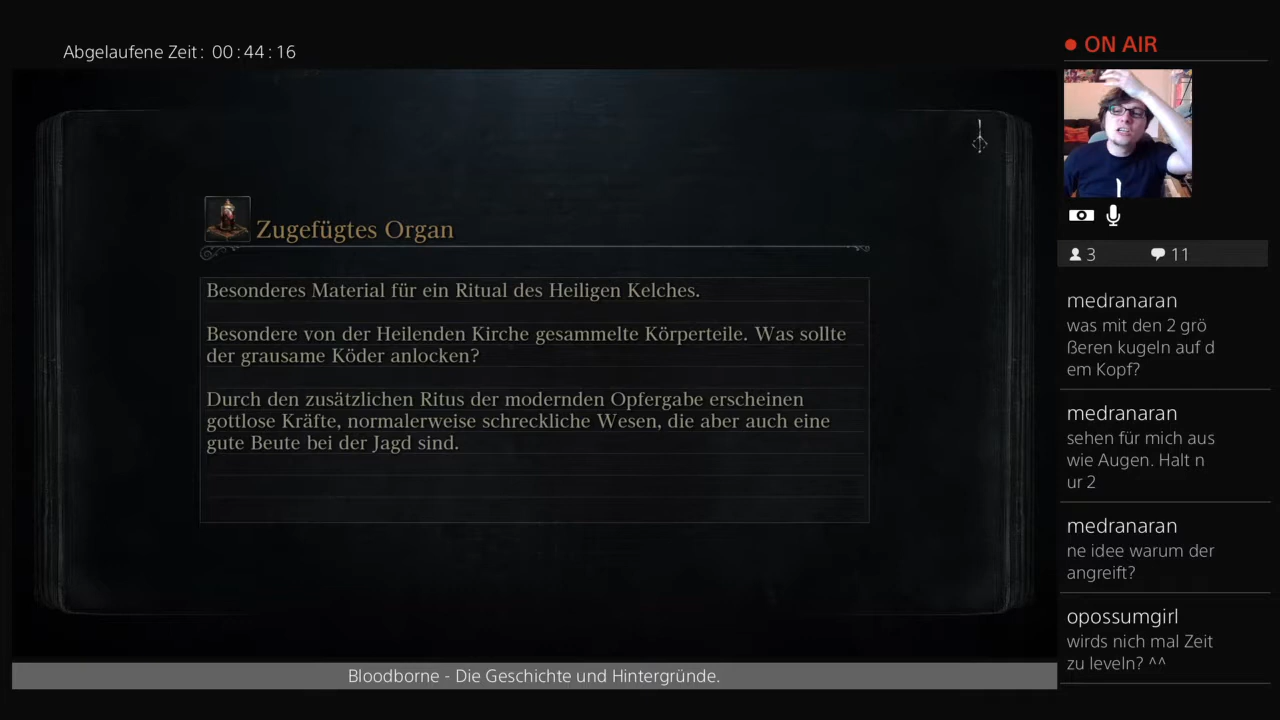 Abgelaufene Zeit: 00:44:16
ON AIR
3
11
Zugefügtes Organ
Besonderes Material für ein Ritual des Heiligen Kelches.
Besondere von der Heilenden Kirche gesammelte Körperteile. Was sollte
der grausame Köder anlocken?
Durch den zusätzlichen Ritus der modernden Opfergabe erscheinen
gottlose Kräfte, normalerweise schreckliche Wesen, die aber auch eine
gute Beute bei der Jagd sind.
medranaran
was mit den 2 grö
ßeren kugeln auf d
em Kopf?
medranaran
sehen für mich aus
wie Augen. Halt n
ur 2
medranaran
ne idee warum der
angreift?
opossumgirl
wirds nich mal Zeit
zu leveln? ^^
Bloodborne - Die Geschichte und Hintergründe.